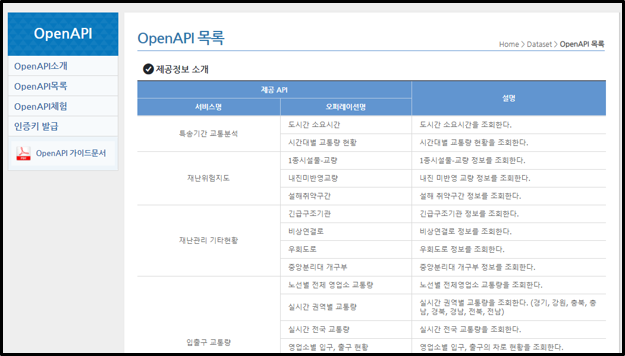 OpenAPI
OpenAPI소개
OpenAPI목록
OpenAPI체험
인증키 발급
OpenAPI 가이드문서
OpenAPI 목록
Home > Dataset > OpenAPI 목록
제공정보 소개
제공 API
설명
서비스명
오퍼레이션명
특송기간 교통분석
도시간 소요시간
도시간 소요시간을 조회한다.
시간대별 교통량 현황
시간대별 교통량 현황을 조회한다.
재난위험지도
1종시설물-교량
1종시설물-교량 정보를 조회한다.
내진미반영교량
내진 미반영 교량 정보를 조회한다.
설해취약구간
설해 취약구간 정보를 조회한다.
재난관리 기타현황
긴급구조기관
긴급구조기관 정보를 조회한다.
비상연결로
비상연결로 정보를 조회한다.
우회도로
우회도로 정보를 조회한다.
중앙분리대 개구부
중앙분리대 개구부 정보를 조회한다.
입출구 교통량
노선별 전체 영업소 교통량
노선별 전체영업소 교통량을 조회한다.
실시간 권역별 교통량
실시간 권역별 교통량을 조회한다. (경기, 강원, 충북, 충
남, 경북, 경남, 전북, 전남)
실시간 전국 교통량
실시간 전국 교통량을 조회한다.
영업소별 입구, 출구 현황
영업소별 입구, 출구의 차로 현황을 조회한다.